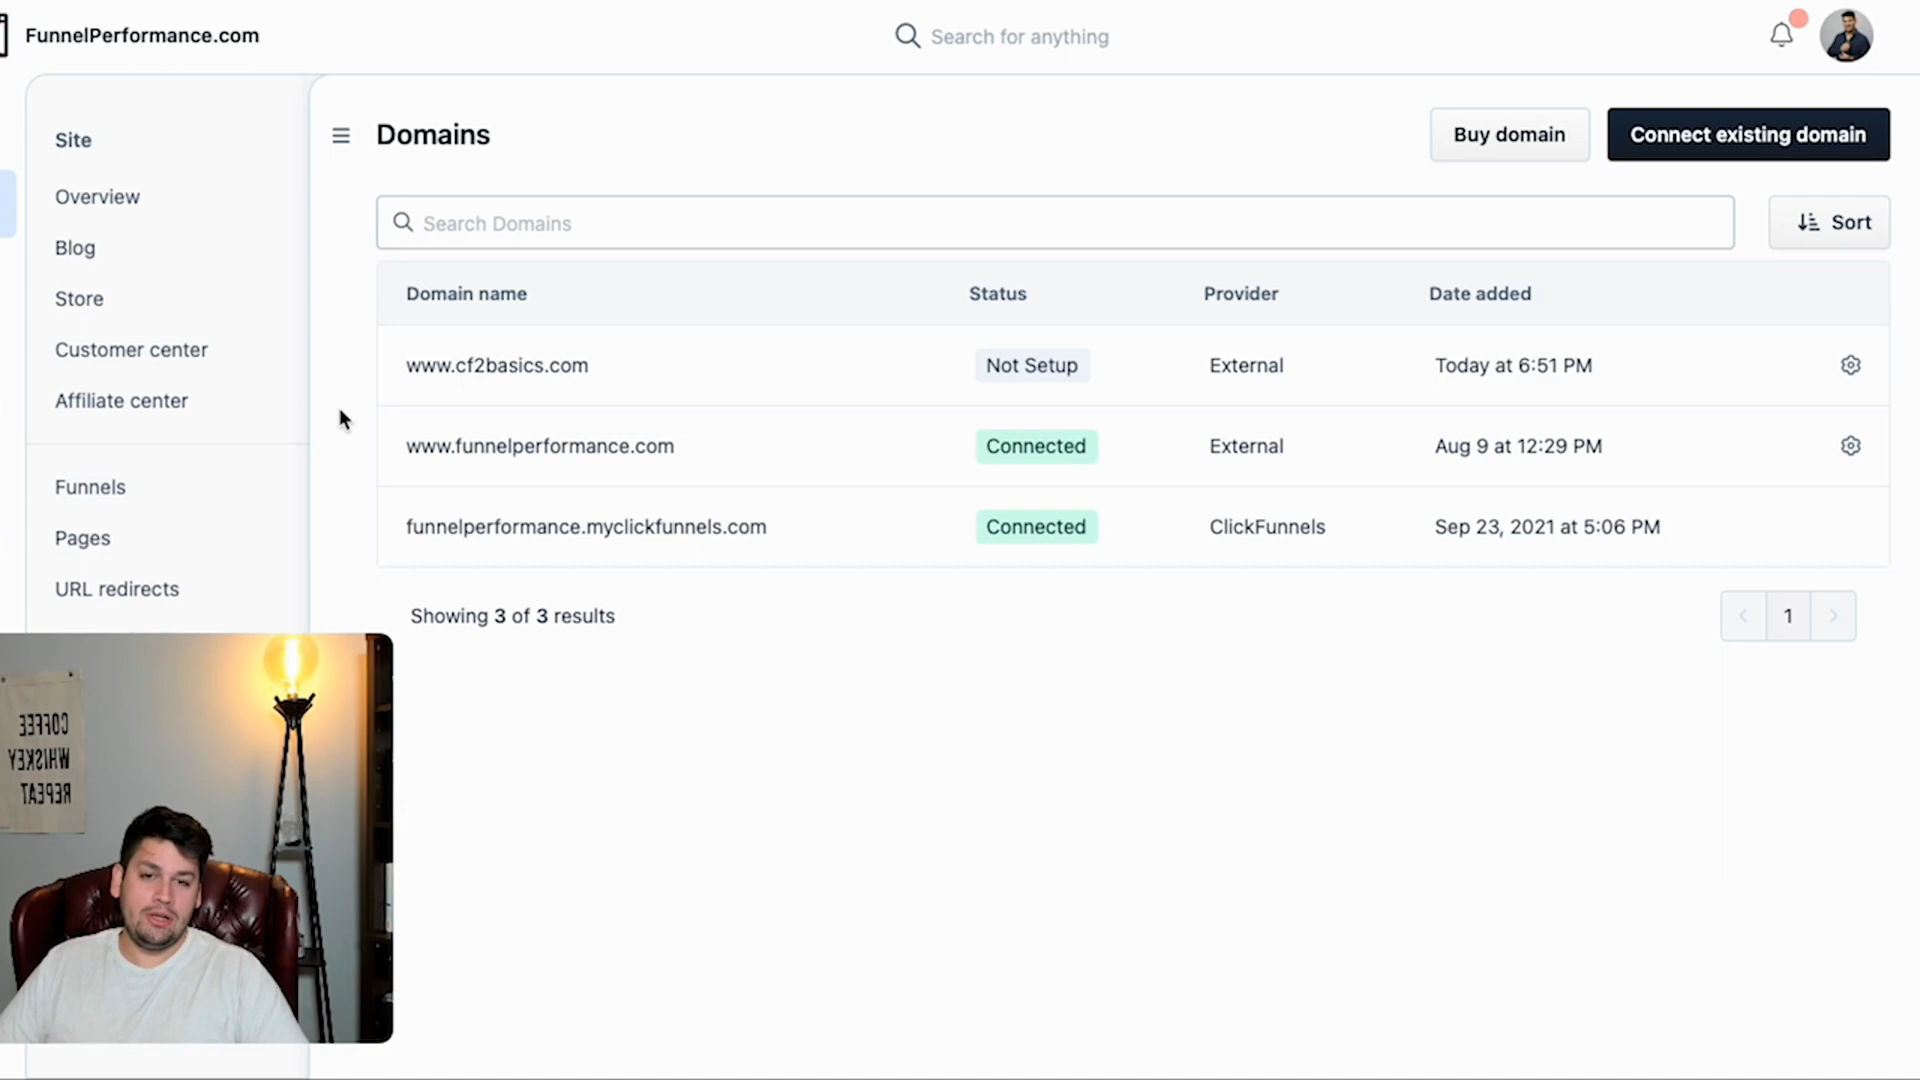 FunnelPerformance.com
Search for anything
Site
Overview
Blog
Store
Customer center
Affiliate center
Funnels
Pages
URL redirects
Domains
Buy domain
Connect existing domain
Search Domains
Sort
Domain name Status Provider Date added
www.cf2basics.com Not Setup External Today at 6:51 PM
www.funnelperformance.com Connected External Aug 9 at 12:29 PM
funnelperformance.myclickfunnels.com Connected ClickFunnels Sep 23, 2021 at 5:06 PM
Showing 3 of 3 results
1
COFFEE
WHISKEY
REPEAT